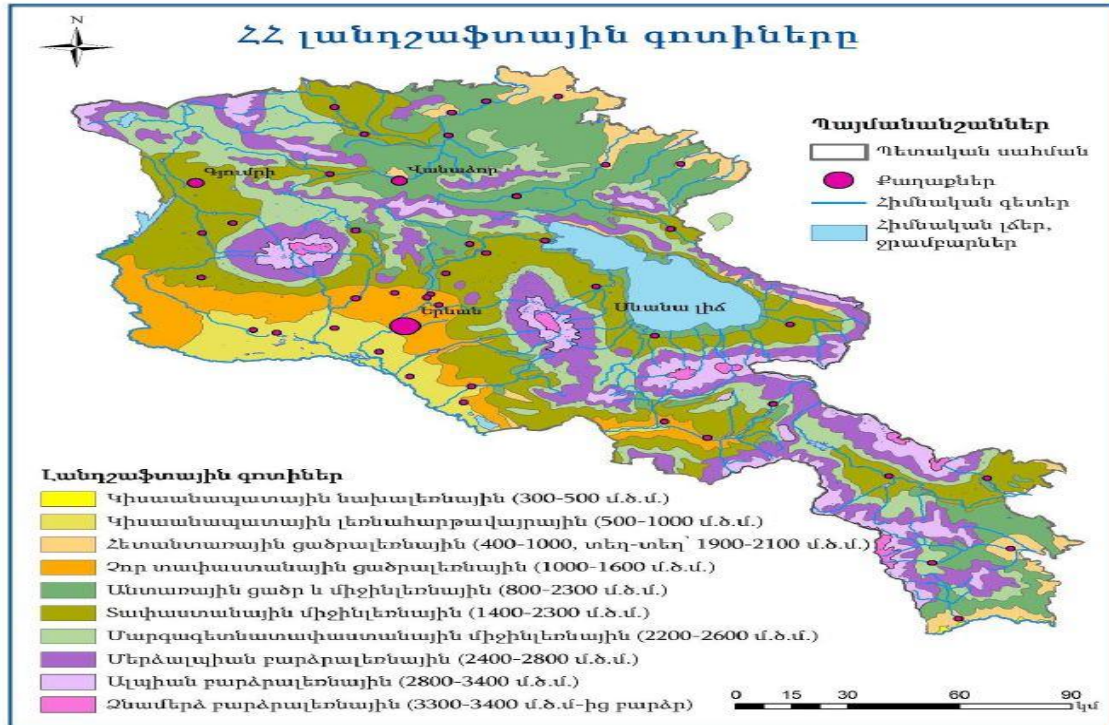 N
ՀՀ լանդշաֆտային գոտիները
Պայմանանշաններ
Պետական սահման
Քաղաքներ
Հիմնական գետեր
Հիմնական լճեր,
ջրամբարներ
Գյումրի
Վանաձոր
Սևանա լիճ
Երևան
Լանդշաֆտային գոտիներ
Կիսաանապատային նախալեռնային (300-500 մ.ծ.մ.)
Կիսաանապատային լեռնահարթավայրային (500-1000 մ.ծ.մ.)
Հետանտառային ցածրալեռնային (400-1000, տեղ-տեղ՝ 1900-2100 մ.ծ.մ.)
Չոր տափաստանային ցածրալեռնային (1000-1600 մ.ծ.մ.)
Անտառային ցածր և միջինլեռնային (800-2300 մ.ծ.մ.)
Տափաստանային միջինլեռնային (1400-2300 մ.ծ.մ.)
Մարգագետնատափաստանային միջինլեռնային (2200-2600 մ.ծ.մ.)
Մերձալպիան բարձրալեռնային (2400-2800 մ.ծ.մ.)
Ալպիան բարձրալեռնային (2800-3400 մ.ծ.մ.)
Ձնամերձ բարձրալեռնային (3300-3400 մ.ծ.մ-ից բարձր)
0 15 30 60 90
կմ